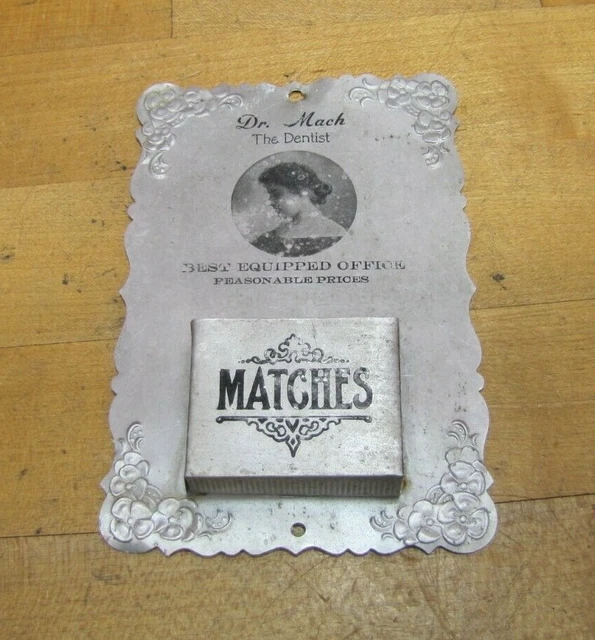 Dr. Mach
The Dentist
BEST EQUIPPED OFFICE
REASONABLE PRICES
MATCHES